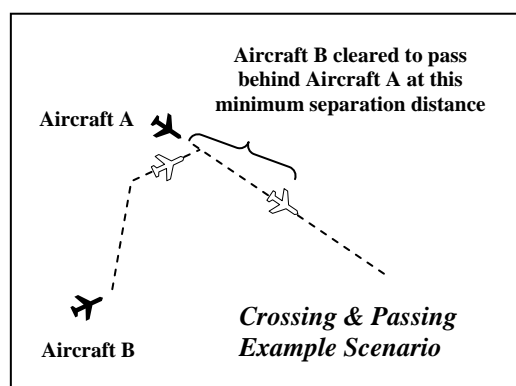 Aircraft B cleared to pass
behind Aircraft A at this
minimum separation distance
Aircraft A
Crossing & Passing
Example Scenario
Aircraft B